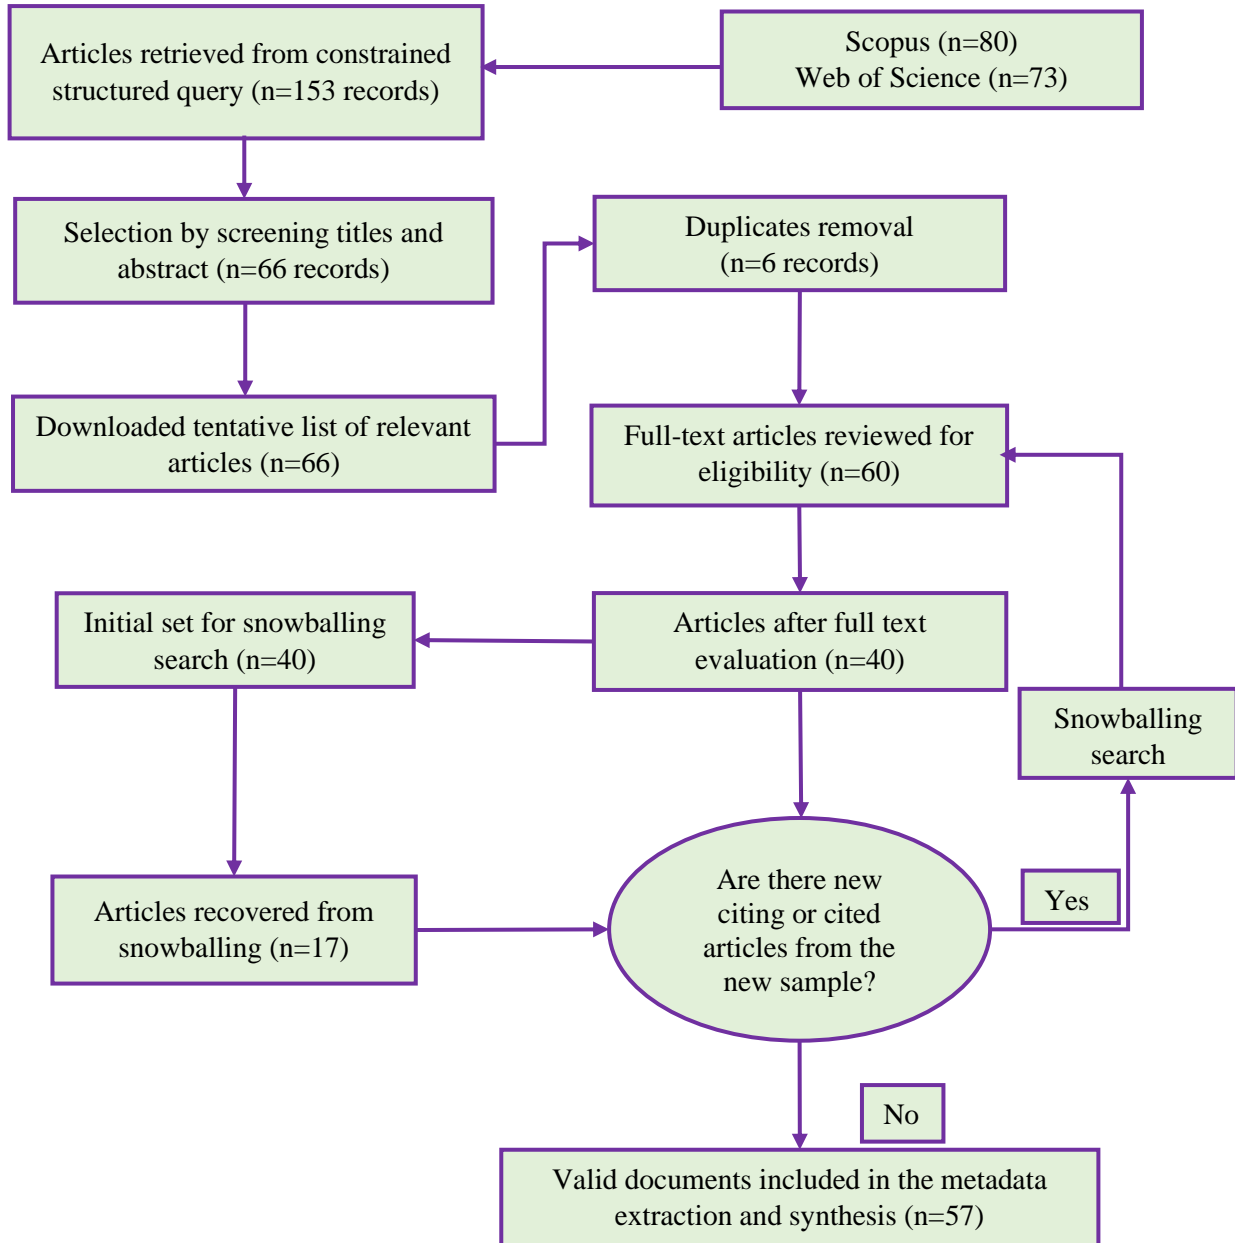 Articles retrieved from constrained
structured query (n=153 records)
Scopus (n=80)
Web of Science (n=73)
Selection by screening titles and
abstract (n=66 records)
Duplicates removal
(n=6 records)
Downloaded tentative list of relevant
articles (n=66)
Full-text articles reviewed for
eligibility (n=60)
Initial set for snowballing
search (n=40)
Articles after full text
evaluation (n=40)
Snowballing
search
Articles recovered from
snowballing (n=17)
Are there new
citing or cited
articles from the
new sample?
Yes
No
Valid documents included in the metadata
extraction and synthesis (n=57)